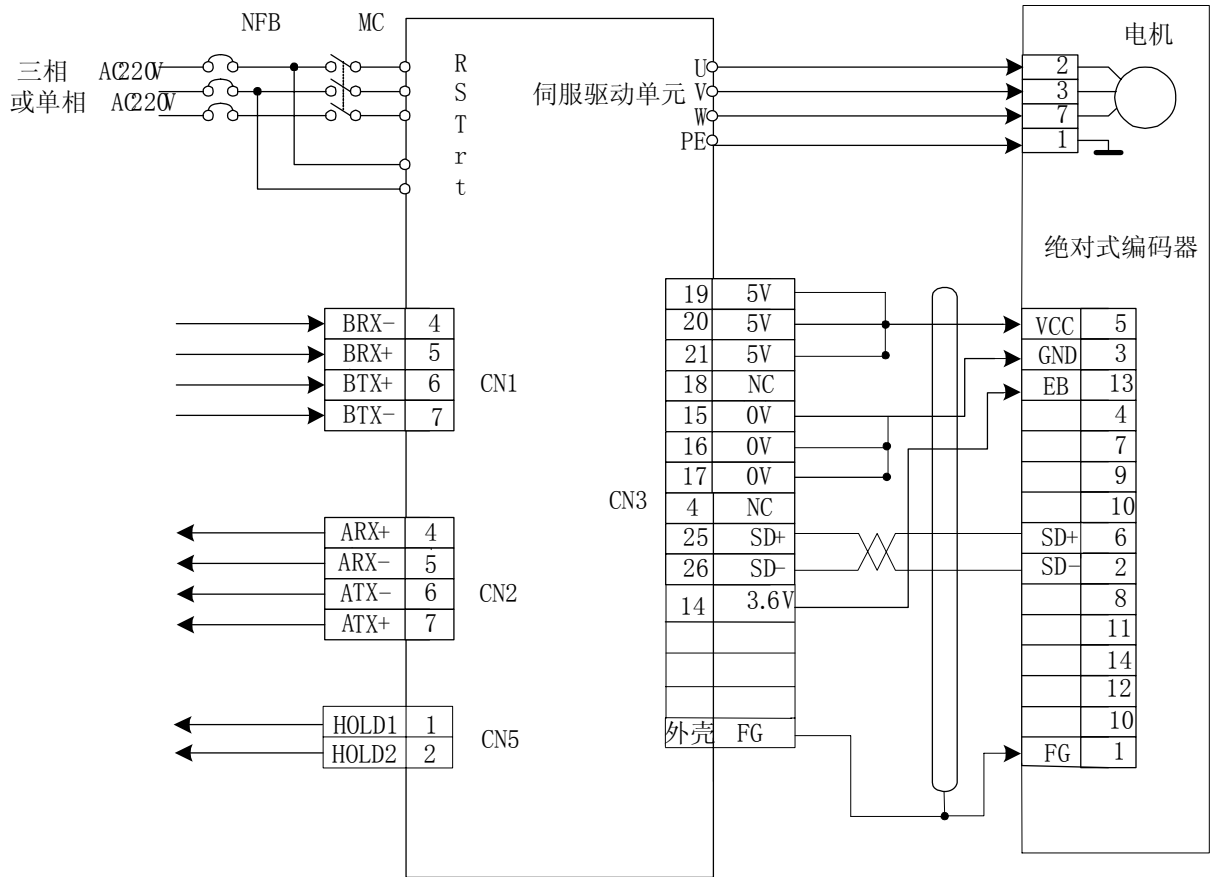 NFB MC
三相 AC220V
或单相 AC220V
R
S
T
r
t
伺服驱动单元
U
V
W
PE
电机
2
3
7
1
绝对式编码器
BRX- 4
BRX+ 5
BTX+ 6
BTX- 7
CN1
ARX+ 4
ARX- 5
ATX- 6
ATX+ 7
CN2
HOLD1 1
HOLD2 2
CN5
CN3
19 5V
20 5V
21 5V
18 NC
15 0V
16 0V
17 0V
4 NC
25 SD+
26 SD-
14 3.6V
外壳 FG
VCC 5
GND 3
EB 13
4
7
9
10
SD+ 6
SD- 2
8
11
14
12
10
FG 1